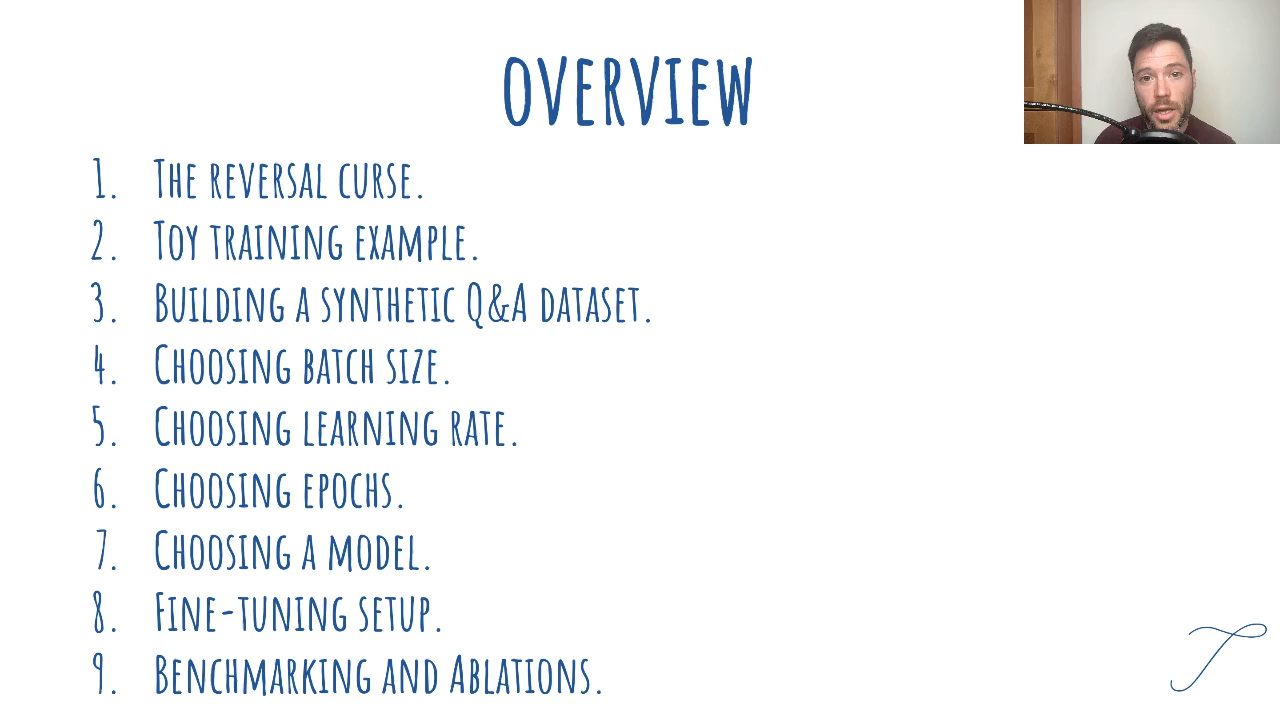 OVERVIEW
1. THE REVERSAL CURSE.
2. TOY TRAINING EXAMPLE.
3. BUILDING A SYNTHETIC Q&A DATASET.
4. CHOOSING BATCH SIZE.
5. CHOOSING LEARNING RATE.
6. CHOOSING EPOCHS.
7. CHOOSING A MODEL.
8. FINE-TUNING SETUP.
9. BENCHMARKING AND ABLATIONS.
T